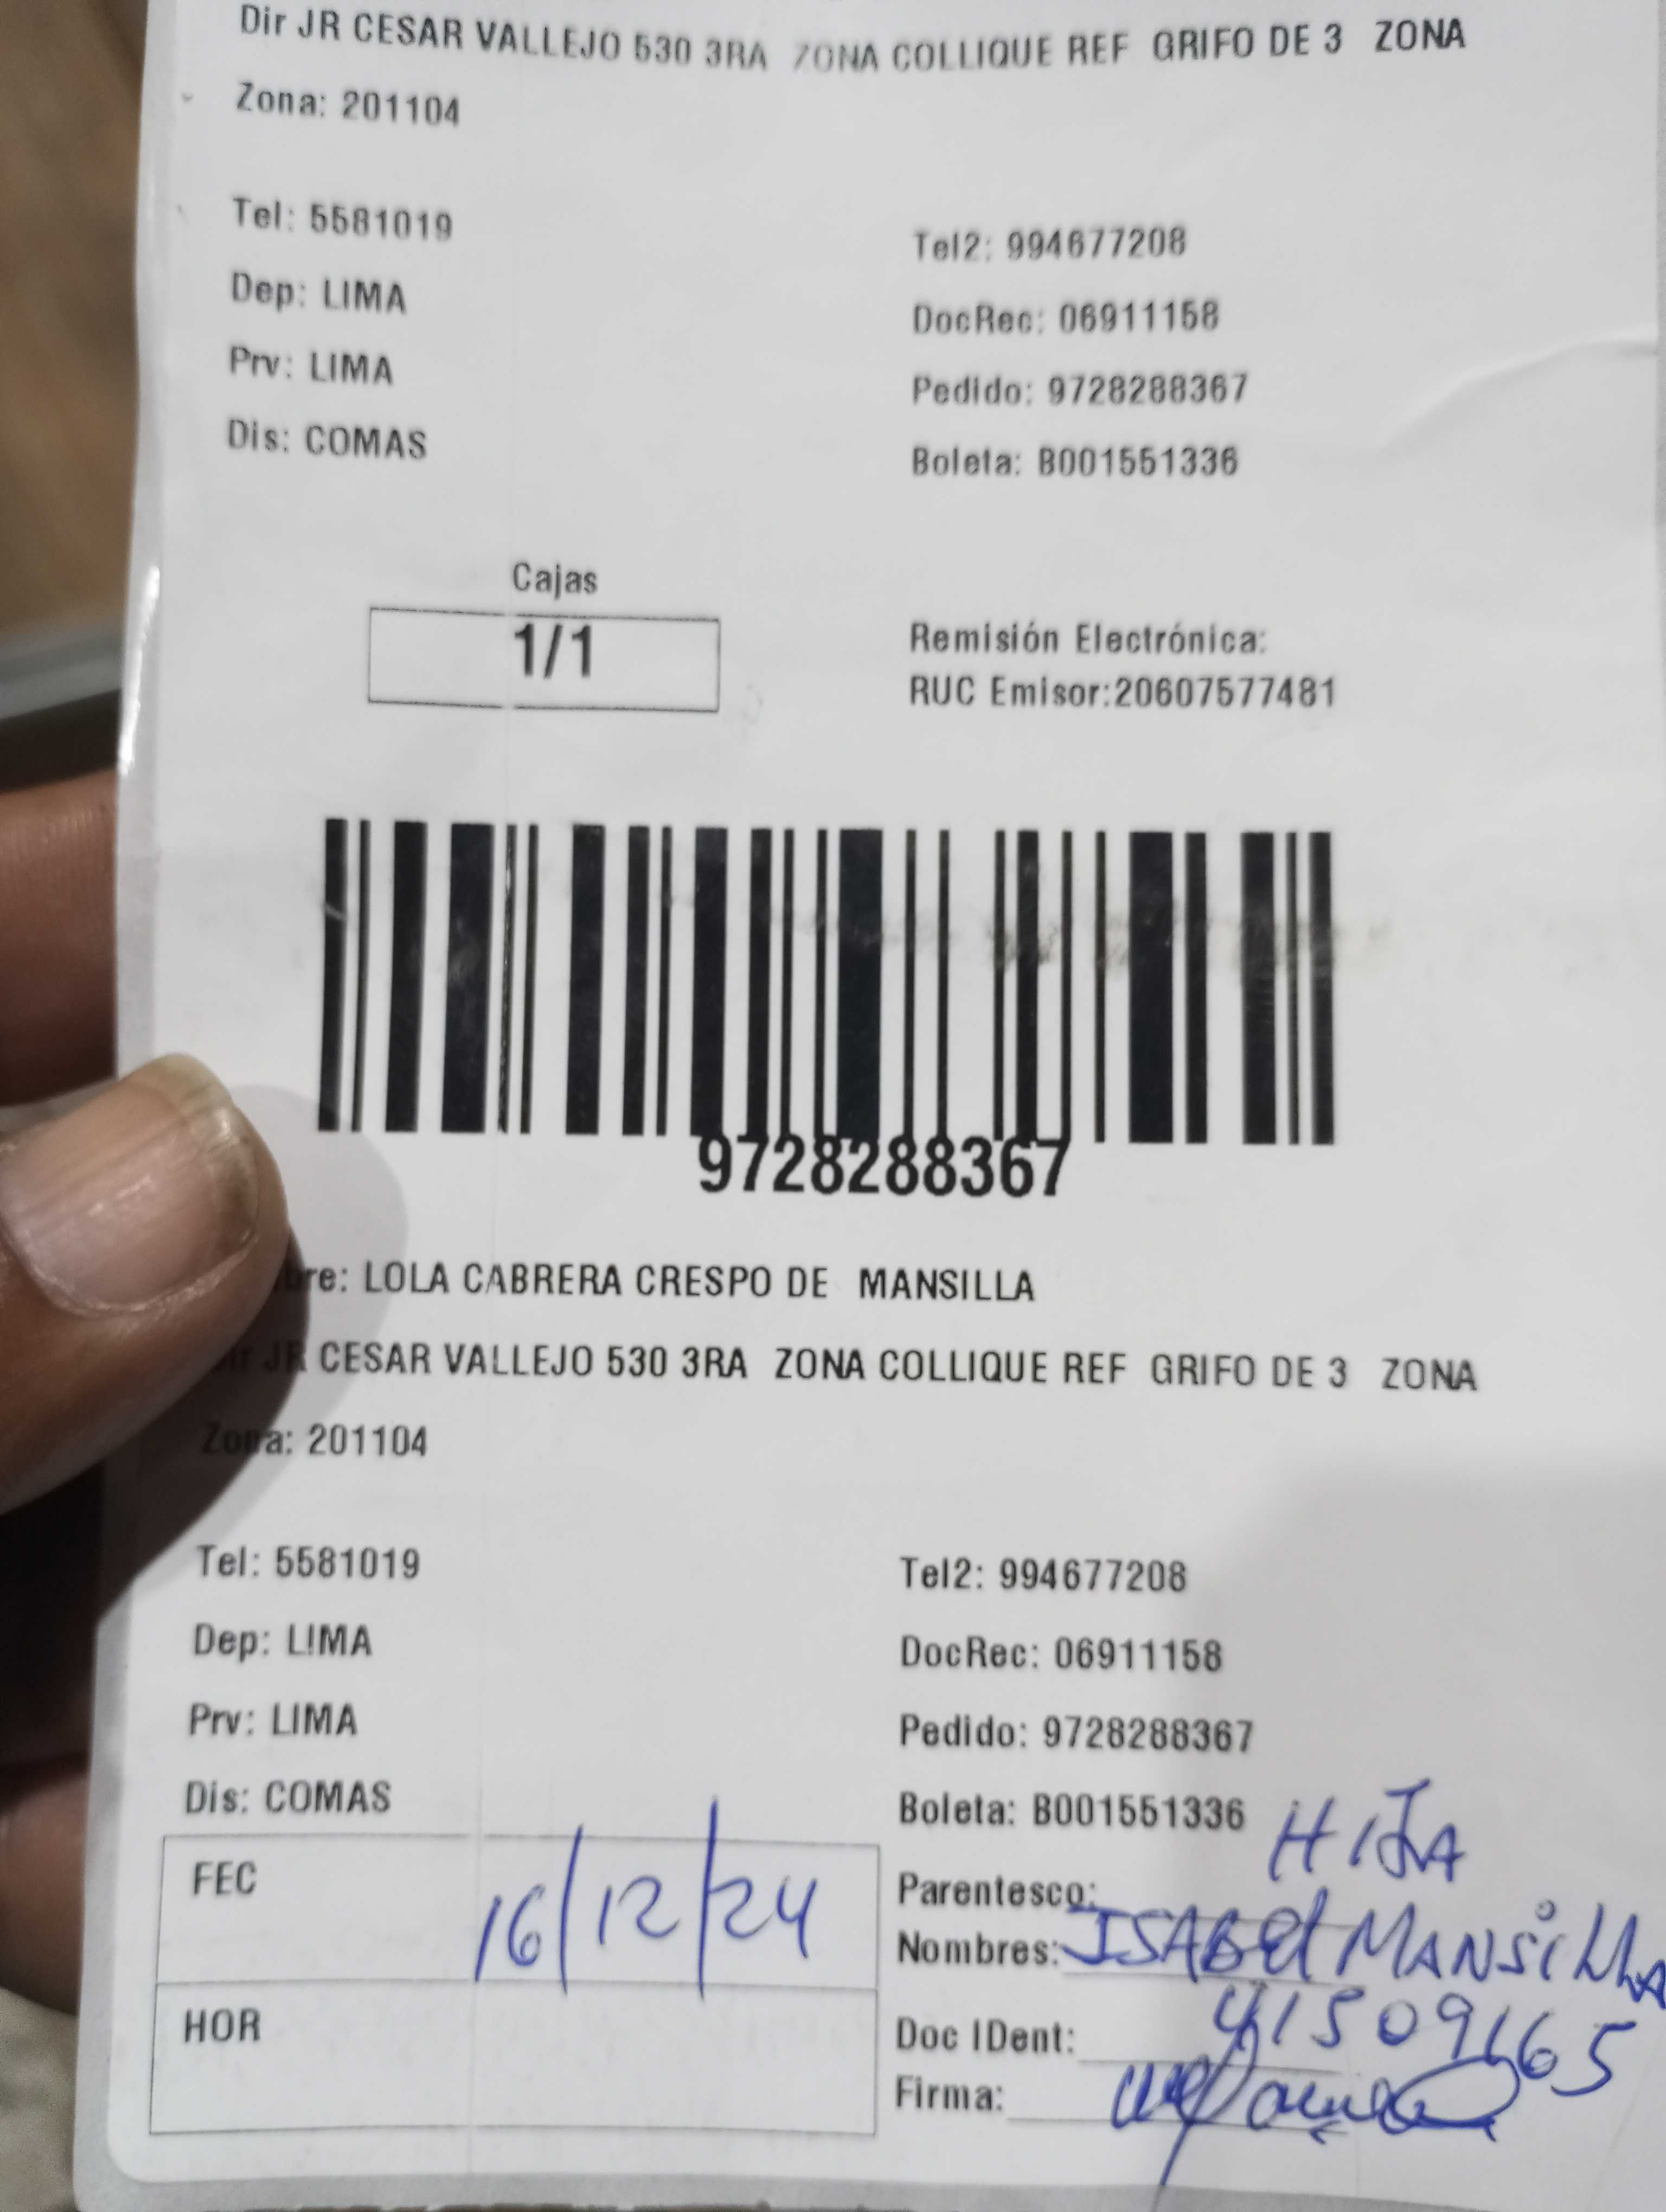 Dir JR CESAR VALLEJO 530 3RA ZONA COLLIQUE REF GRIFO DE 3 ZONA
Zona: 201104
Tel: 5581019
Tel2: 994677208
Dep: LIMA
DocRec: 06911158
Prv: LIMA
Pedido: 9728288367
Dis: COMAS
Boleta: B001551336
Cajas
1/1
Remisión Electrónica:
RUC Emisor:20607577481
9728288367
bre: LOLA CABRERA CRESPO DE MANSILLA
Dir JR CESAR VALLEJO 530 3RA ZONA COLLIQUE REF GRIFO DE 3 ZONA
Zona: 201104
Tel: 5581019
Tel2: 994677208
Dep: LIMA
DocRec: 06911158
Prv: LIMA
Pedido: 9728288367
Dis: COMAS
Boleta: B001551336
FEC 16/12/24
Parentesco: HIJA
Nombres: ISABEl MANSiLLA
HOR
Doc IDent: 41509165
Firma: